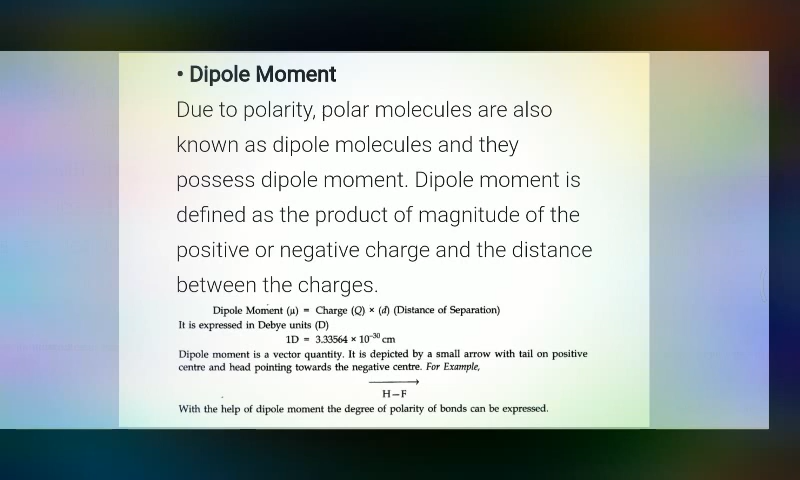 • Dipole Moment
Due to polarity, polar molecules are also
known as dipole molecules and they
possess dipole moment. Dipole moment is
defined as the product of magnitude of the
positive or negative charge and the distance
between the charges.
Dipole Moment (μ) = Charge (Q) × (d) (Distance of Separation)
It is expressed in Debye units (D)
1D = 3.33564 × 10⁻³⁰ cm
Dipole moment is a vector quantity. It is depicted by a small arrow with tail on positive
centre and head pointing towards the negative centre. For Example,
H–F
With the help of dipole moment the degree of polarity of bonds can be expressed.